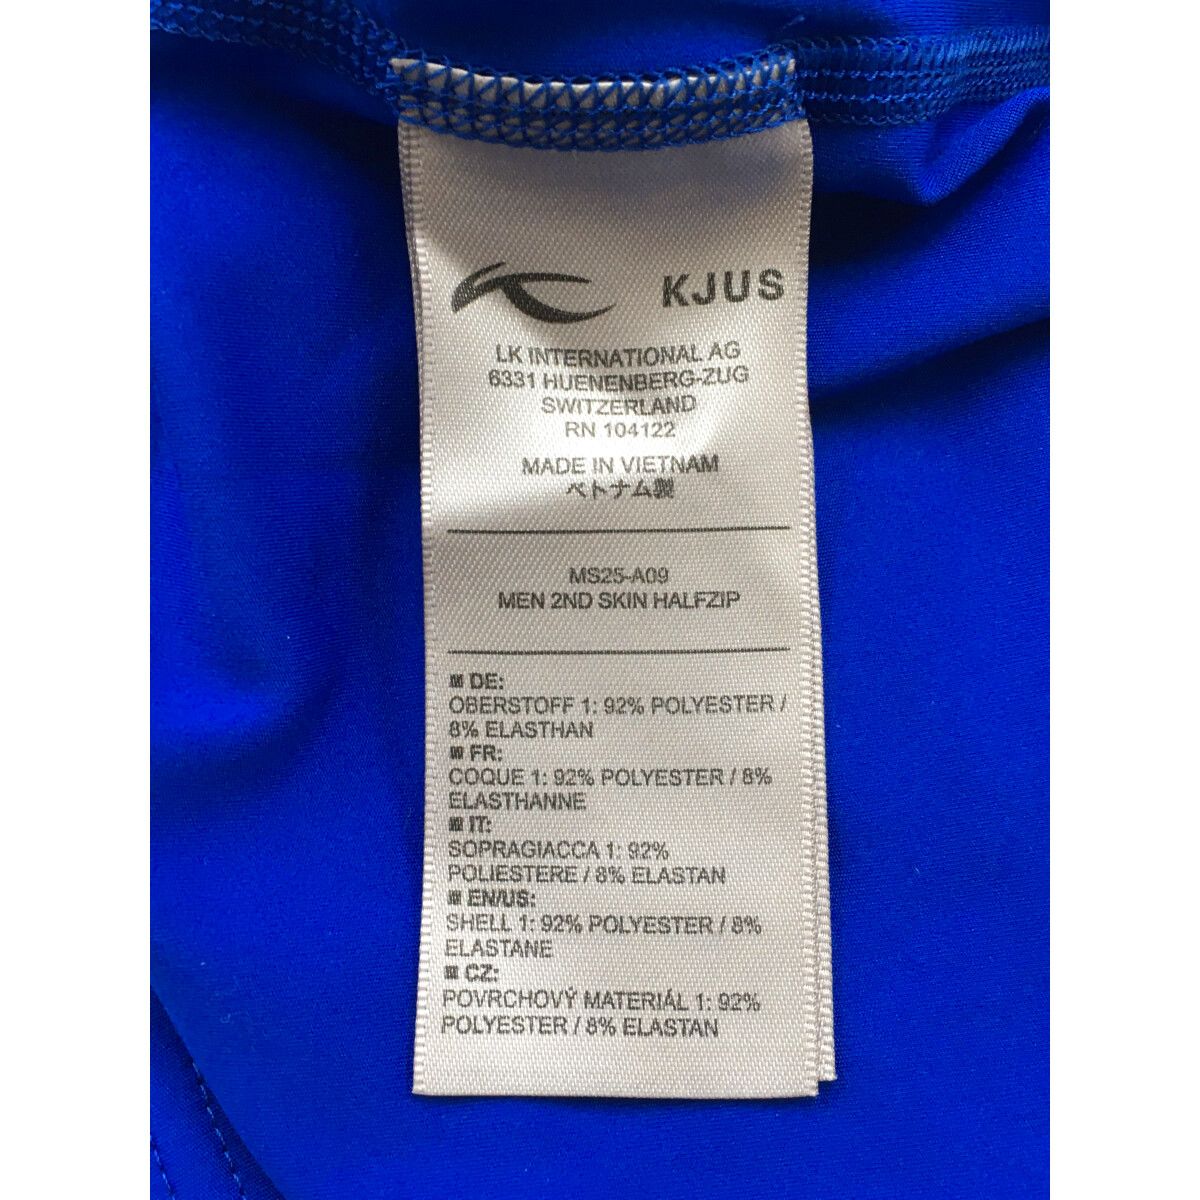 KJUS
LK INTERNATIONAL AG
6331 HUENENBERG-ZUG
SWITZERLAND
RN 104122
MADE IN VIETNAM
ベトナム製
MS25-A09
MEN 2ND SKIN HALFZIP
DE:
OBERSTOFF 1: 92% POLYESTER /
8% ELASTHAN
FR:
COQUE 1: 92% POLYESTER / 8%
ELASTHANNE
IT:
SOPRAGIACCA 1: 92%
POLIESTERE / 8% ELASTAN
EN/US:
SHELL 1: 92% POLYESTER / 8%
ELASTANE
CZ:
POVRCHOVÝ MATERIÁL 1: 92%
POLYESTER / 8% ELASTAN